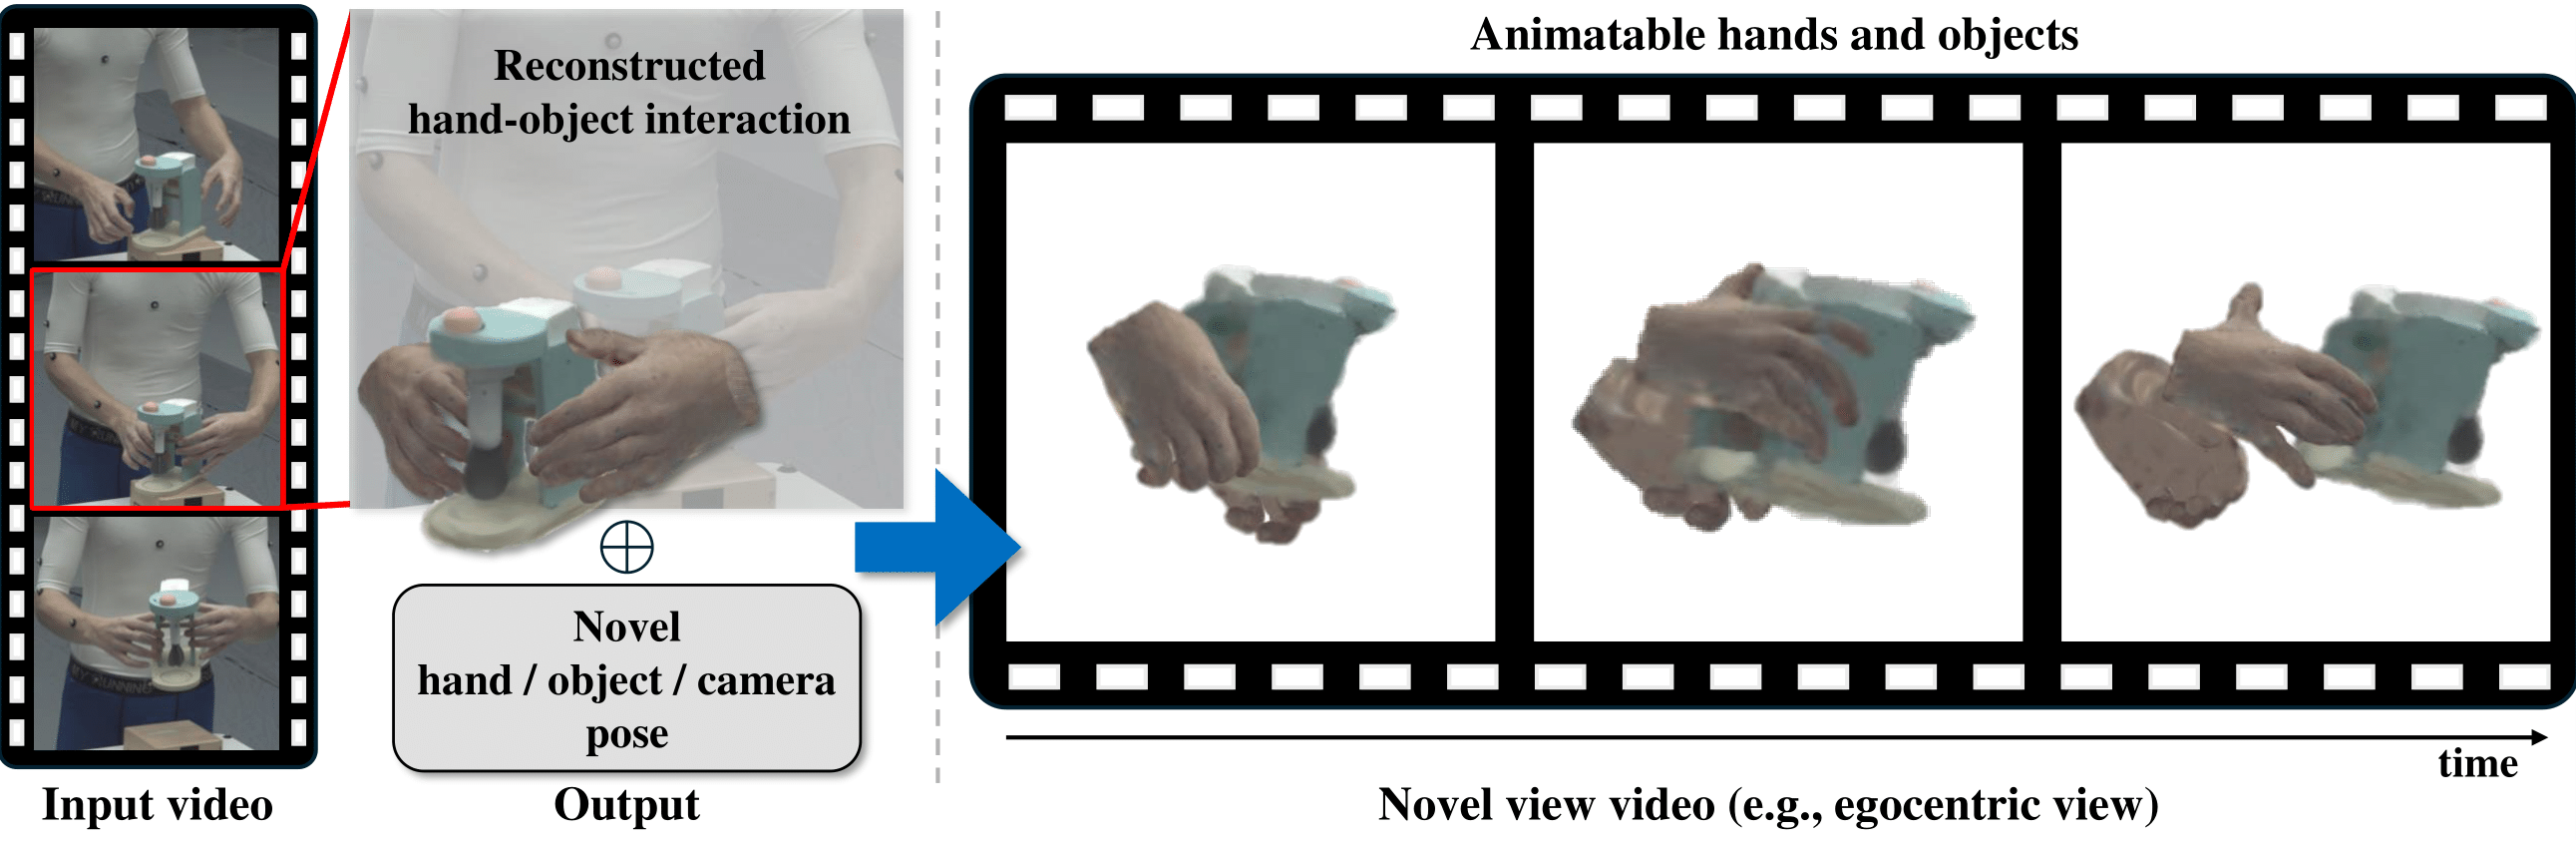 Reconstructed
hand-object interaction
Novel
hand / object / camera
pose
Input video
Output
Animatable hands and objects
time
Novel view video (e.g., egocentric view)